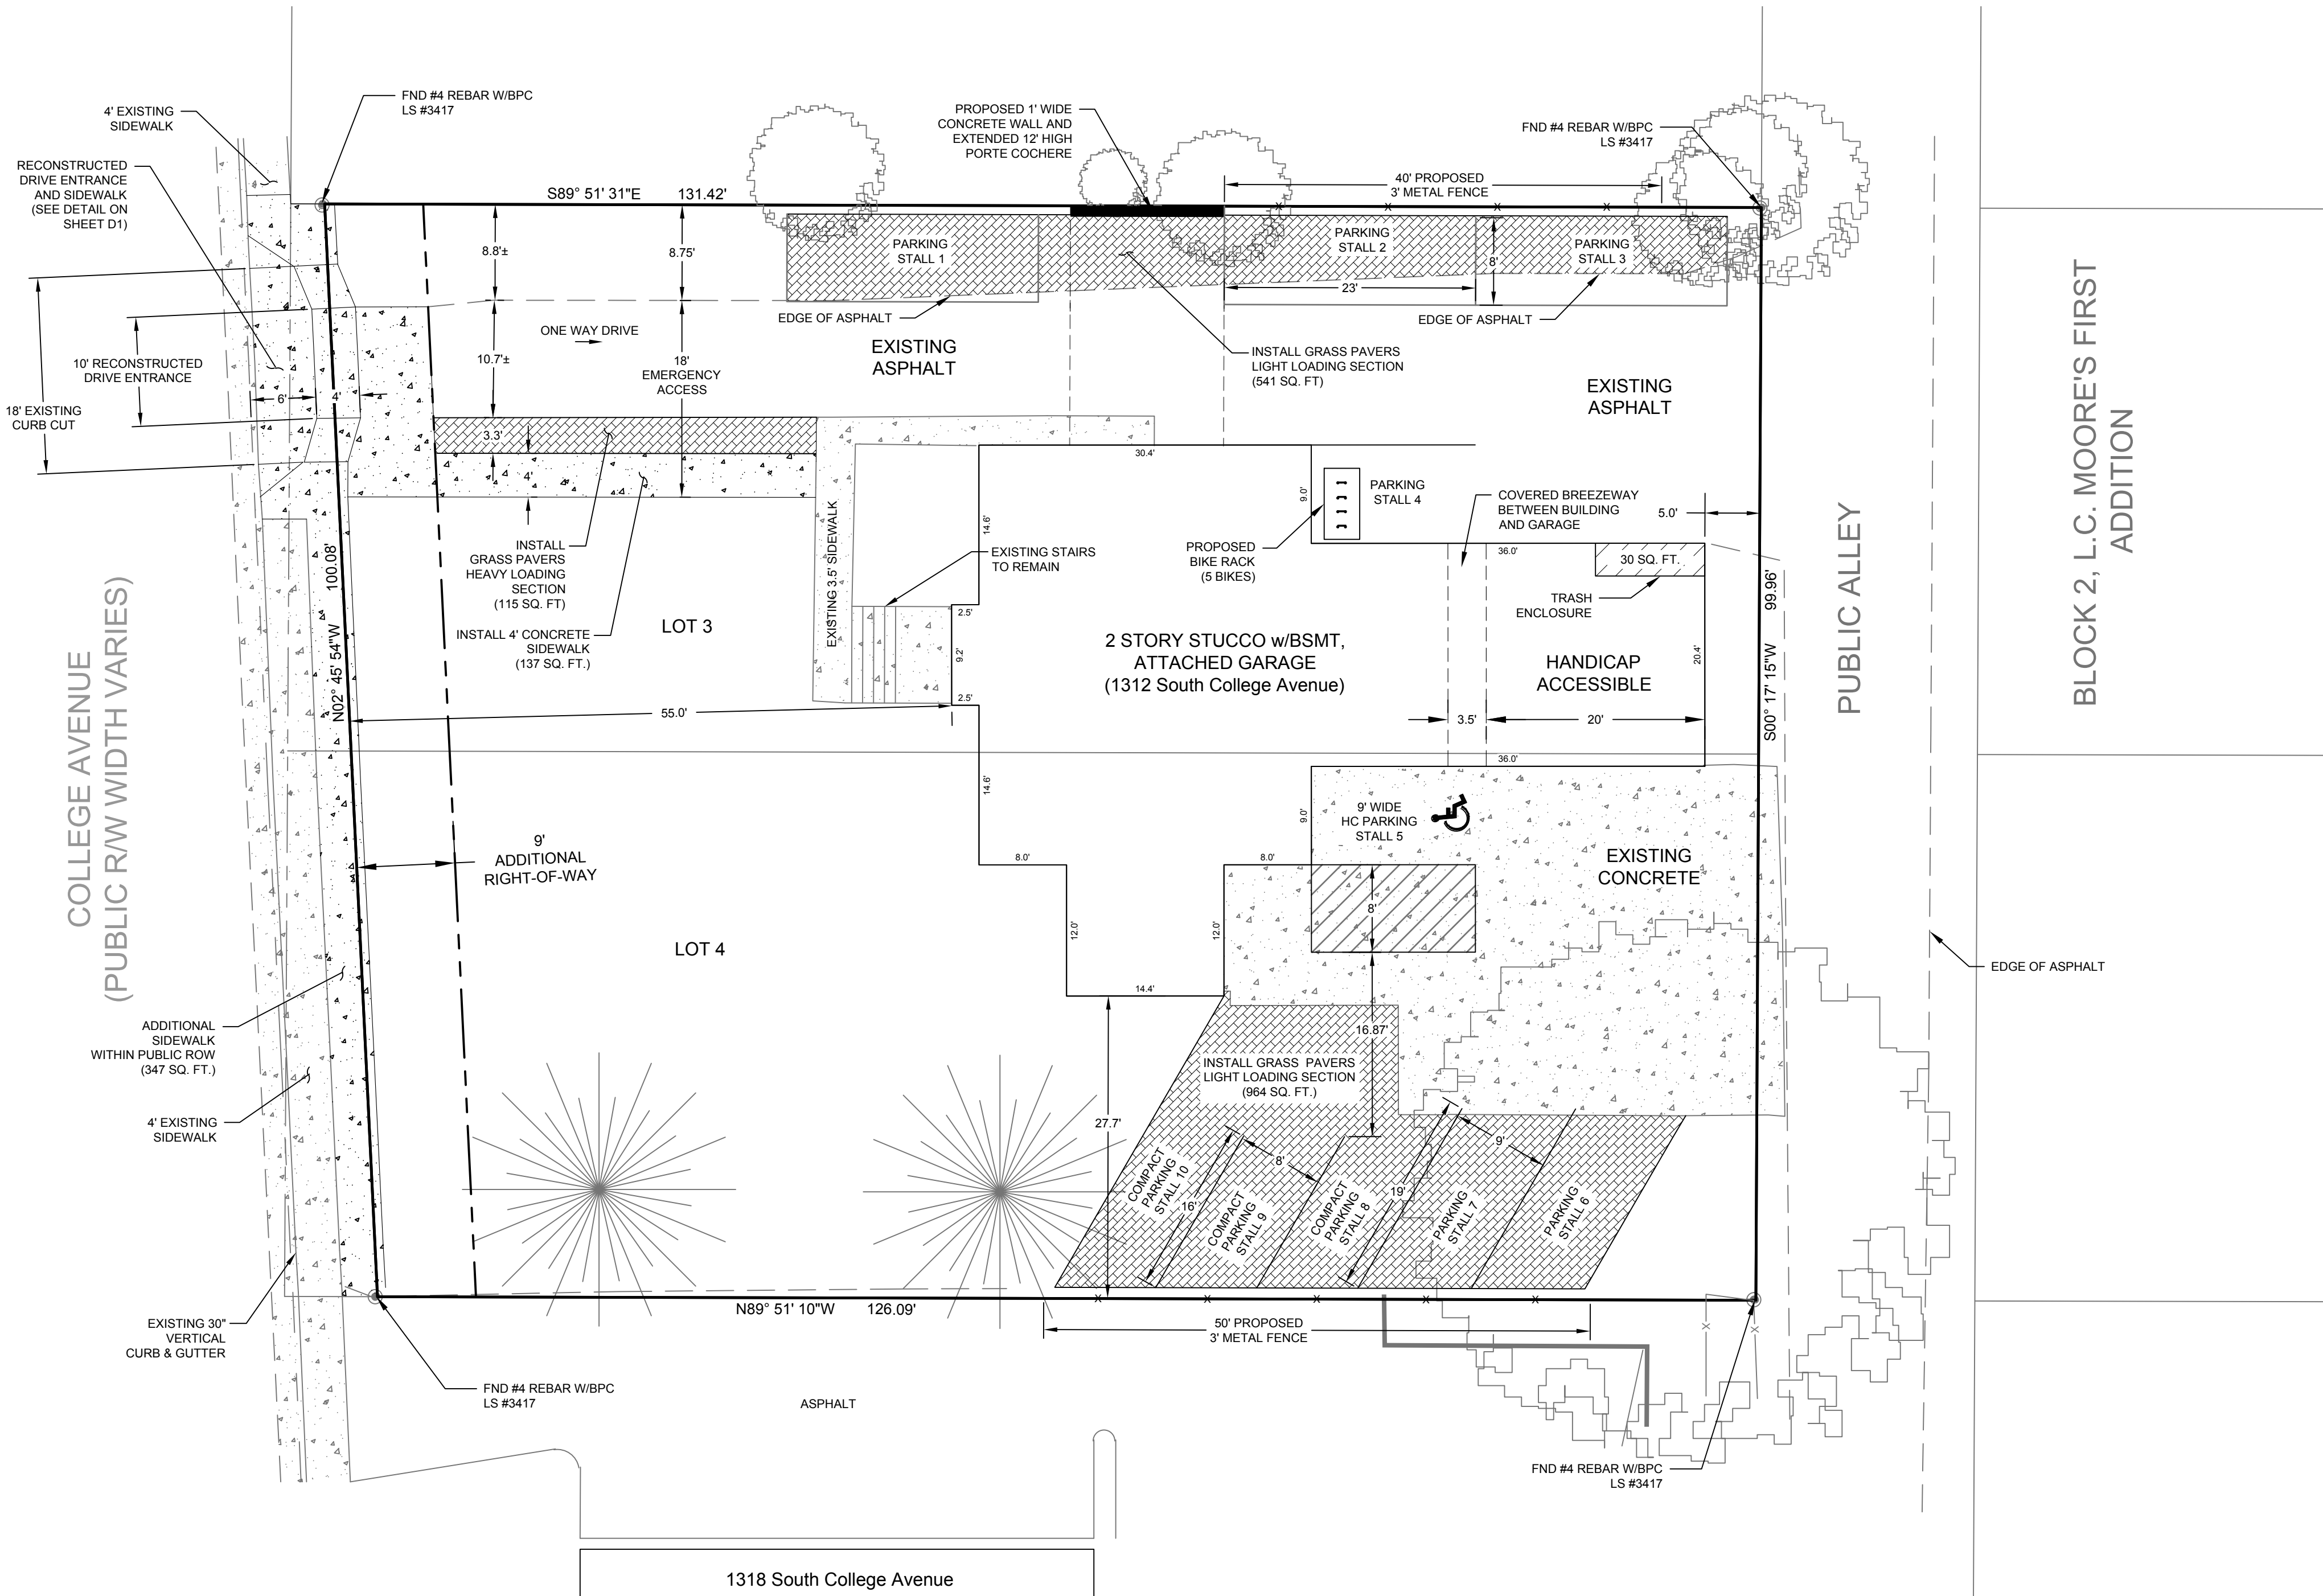 4' EXISTING
SIDEWALK
FND #4 REBAR W/BPC
LS #3417
PROPOSED 1' WIDE
CONCRETE WALL AND
EXTENDED 12' HIGH
PORTE COCHERE
FND #4 REBAR W/BPC
LS #3417
RECONSTRUCTED
DRIVE ENTRANCE
AND SIDEWALK
(SEE DETAIL ON
SHEET D1)
S89° 51' 31"E 131.42'
40' PROPOSED
3' METAL FENCE
X
X
X
X
8.8'±
8.75'
PARKING
STALL 1
PARKING
STALL 2
PARKING
STALL 3
8'
23'
EDGE OF ASPHALT
EDGE OF ASPHALT
ONE WAY DRIVE
10.7'±
18'
EMERGENCY
ACCESS
EXISTING
ASPHALT
INSTALL GRASS PAVERS
LIGHT LOADING SECTION
(541 SQ. FT)
EXISTING
ASPHALT
10' RECONSTRUCTED
DRIVE ENTRANCE
18' EXISTING
CURB CUT
6'
4'
3.3'
4'
30.4'
9.0'
14.6'
PARKING
STALL 4
COVERED BREEZEWAY
BETWEEN BUILDING
AND GARAGE
5.0'
INSTALL
GRASS PAVERS
HEAVY LOADING
SECTION
(115 SQ. FT)
EXISTING 3.5' SIDEWALK
EXISTING STAIRS
TO REMAIN
PROPOSED
BIKE RACK
(5 BIKES)
36.0'
30 SQ. FT.
TRASH
ENCLOSURE
INSTALL 4' CONCRETE
SIDEWALK
(137 SQ. FT.)
LOT 3
2.5'
9.2'
2.5'
2 STORY STUCCO w/BSMT,
ATTACHED GARAGE
(1312 South College Avenue)
HANDICAP
ACCESSIBLE
20.4'
3.5'
20'
55.0'
N02° 45' 54"W 100.08'
S00° 17' 15"W 99.96'
COLLEGE AVENUE
(PUBLIC R/W WIDTH VARIES)
PUBLIC ALLEY
BLOCK 2, L.C. MOORE'S FIRST
ADDITION
36.0'
14.6'
9.0'
9' WIDE
HC PARKING
STALL 5
EXISTING
CONCRETE
9'
ADDITIONAL
RIGHT-OF-WAY
8.0'
8.0'
12.0'
12.0'
8'
LOT 4
14.4'
EDGE OF ASPHALT
ADDITIONAL
SIDEWALK
WITHIN PUBLIC ROW
(347 SQ. FT.)
16.87'
INSTALL GRASS PAVERS
LIGHT LOADING SECTION
(964 SQ. FT.)
4' EXISTING
SIDEWALK
27.7'
COMPACT
PARKING
STALL 10
16'
8'
COMPACT
PARKING
STALL 9
COMPACT
PARKING
STALL 8
19'
9'
PARKING
STALL 7
PARKING
STALL 6
N89° 51' 10"W 126.09'
X
X
X
X
X
50' PROPOSED
3' METAL FENCE
X
X
EXISTING 30"
VERTICAL
CURB & GUTTER
FND #4 REBAR W/BPC
LS #3417
ASPHALT
FND #4 REBAR W/BPC
LS #3417
1318 South College Avenue